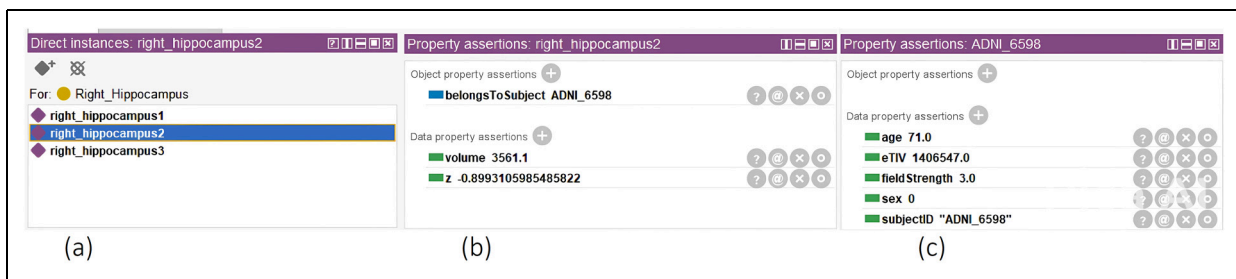 Direct instances: right_hippocampus2
For: Right_Hippocampus
right_hippocampus1
right_hippocampus2
right_hippocampus3
(a)
Property assertions: right_hippocampus2
Object property assertions
belongsToSubject ADNI_6598
Data property assertions
volume 3561.1
z -0.8993105985485822
(b)
Property assertions: ADNI_6598
Object property assertions
Data property assertions
age 71.0
eTIV 1406547.0
fieldStrength 3.0
sex 0
subjectID "ADNI_6598"
(c)